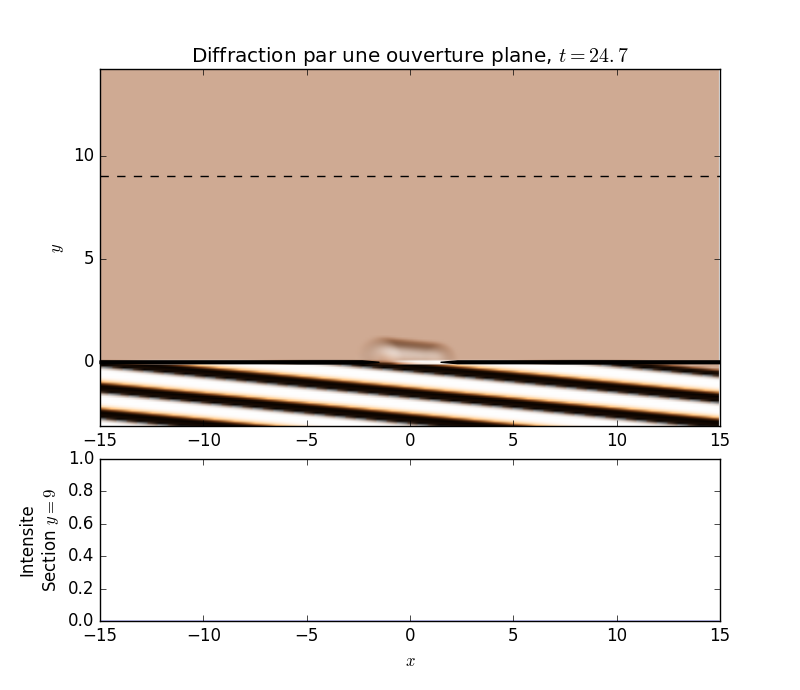 Diffraction par une ouverture plane, t = 24.7
10
5
0
y
−15 −10 −5 0 5 10 15
1.0
0.8
0.6
0.4
0.2
0.0
Intensite
Section y = 9
−15 −10 −5 0 5 10 15
x